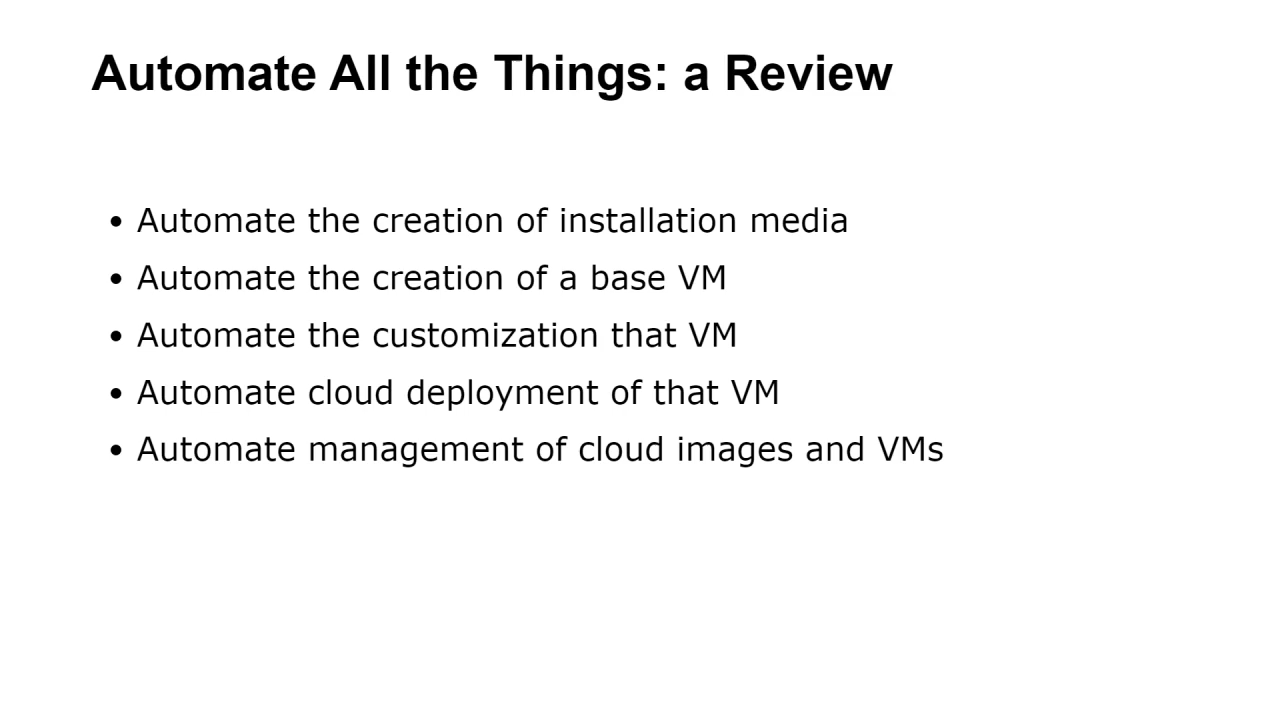 Automate All the Things: a Review
• Automate the creation of installation media
• Automate the creation of a base VM
• Automate the customization that VM
• Automate cloud deployment of that VM
• Automate management of cloud images and VMs